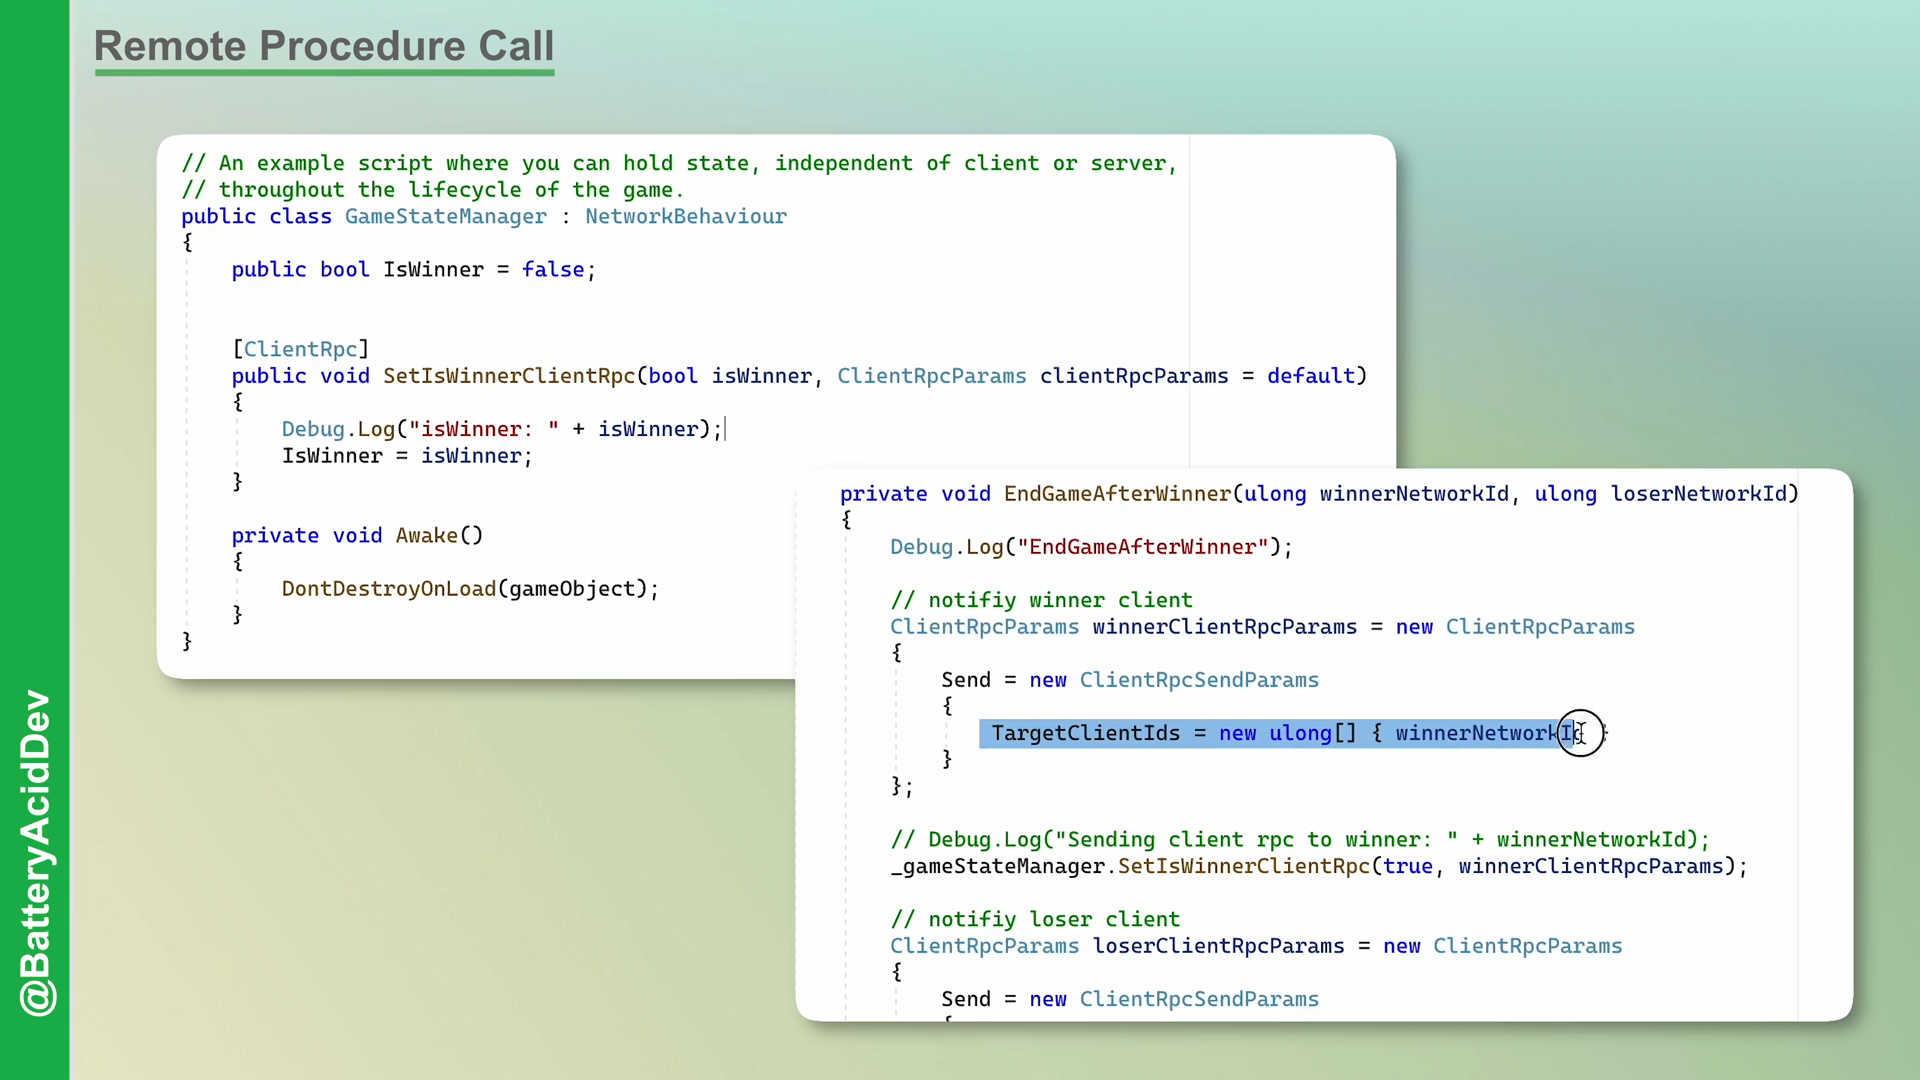 Remote Procedure Call
// An example script where you can hold state, independent of client or server,
// throughout the lifecycle of the game.
public class GameStateManager : NetworkBehaviour
{
public bool IsWinner = false;
[ClientRpc]
public void SetIsWinnerClientRpc(bool isWinner, ClientRpcParams clientRpcParams = default)
{
Debug.Log("isWinner: " + isWinner);
IsWinner = isWinner;
}
private void Awake()
{
DontDestroyOnLoad(gameObject);
}
}
private void EndGameAfterWinner(ulong winnerNetworkId, ulong loserNetworkId)
{
Debug.Log("EndGameAfterWinner");
// notifiy winner client
ClientRpcParams winnerClientRpcParams = new ClientRpcParams
{
Send = new ClientRpcSendParams
{
TargetClientIds = new ulong[] { winnerNetworkId
}
};
// Debug.Log("Sending client rpc to winner: " + winnerNetworkId);
_gameStateManager.SetIsWinnerClientRpc(true, winnerClientRpcParams);
// notifiy loser client
ClientRpcParams loserClientRpcParams = new ClientRpcParams
{
Send = new ClientRpcSendParams
@BatteryAcidDev